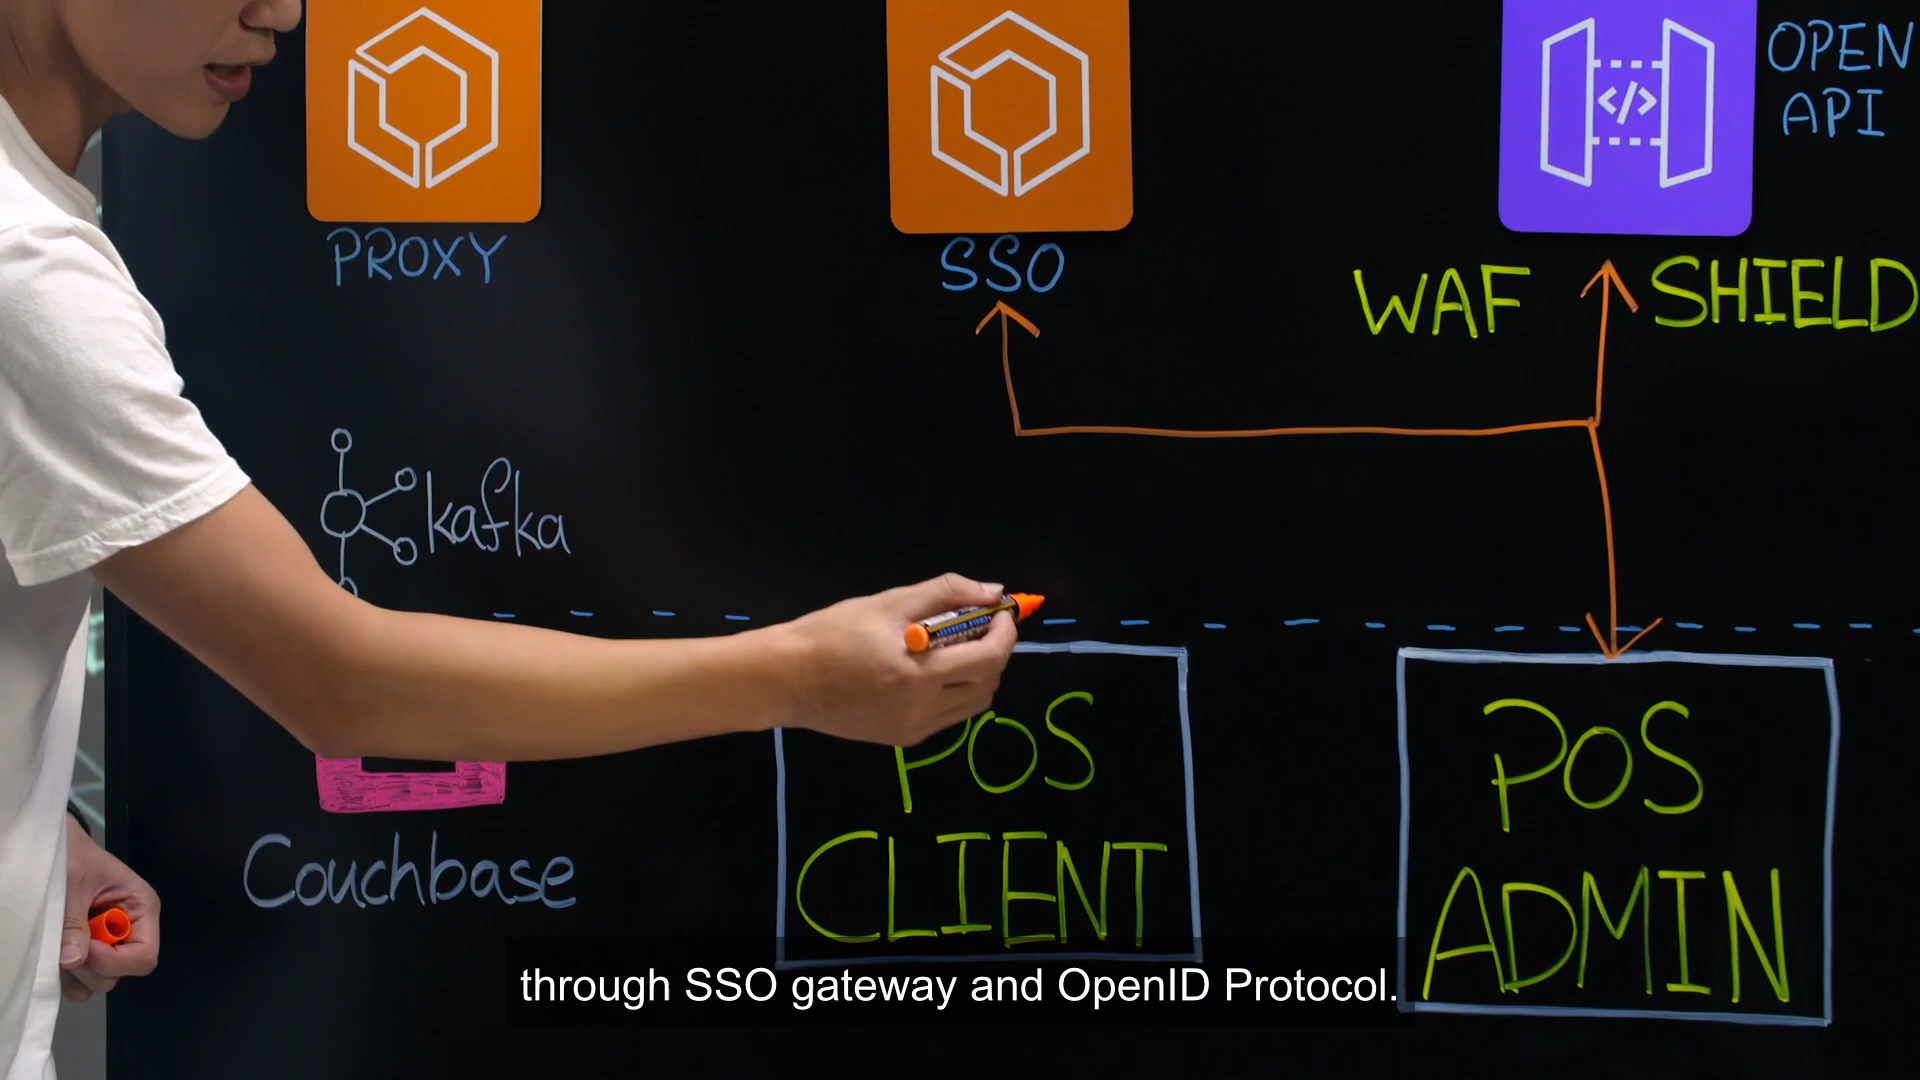 OPEN
API
</>
PROXY
SSO
WAF
SHIELD
kafka
POS
CLIENT
POS
ADMIN
Couchbase
through SSO gateway and OpenID Protocol.